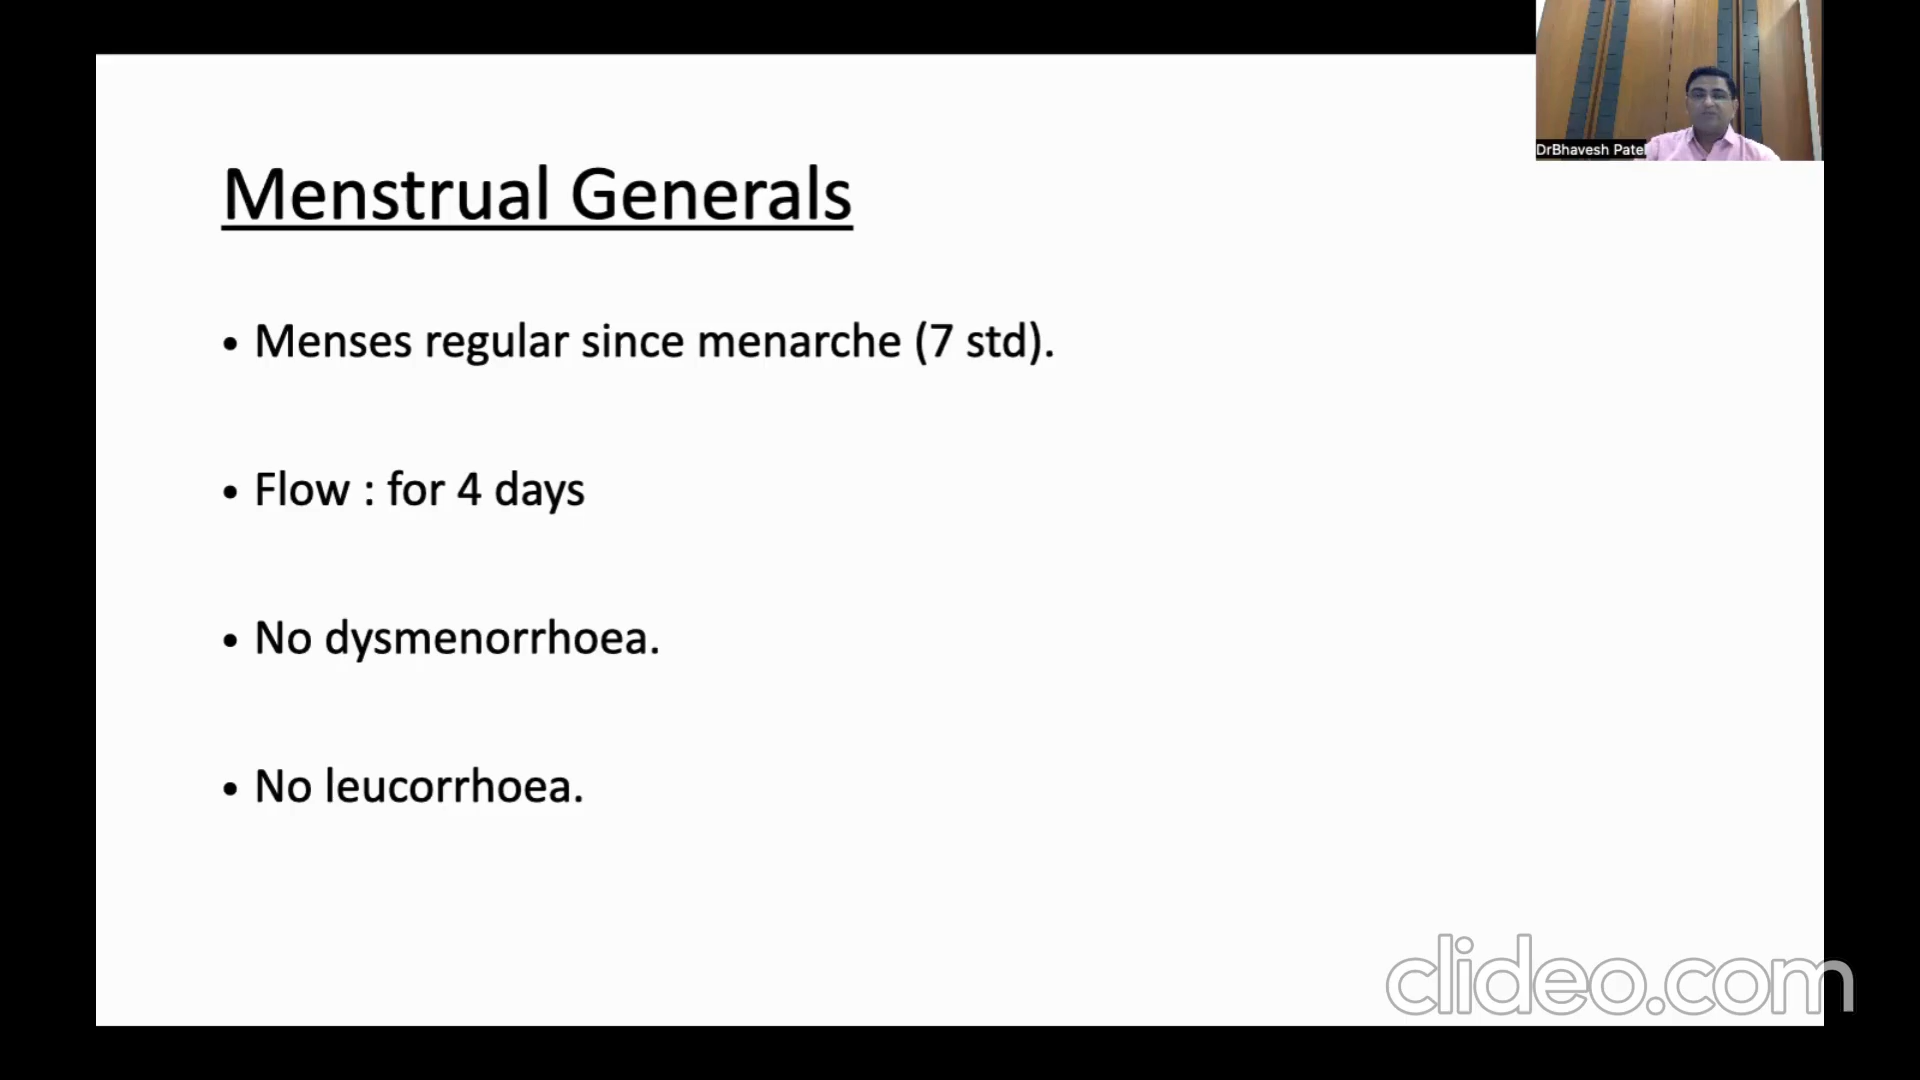 DrBhavesh Patel
Menstrual Generals
• Menses regular since menarche (7 std).
• Flow : for 4 days
• No dysmenorrhoea.
• No leucorrhoea.
clideo.com